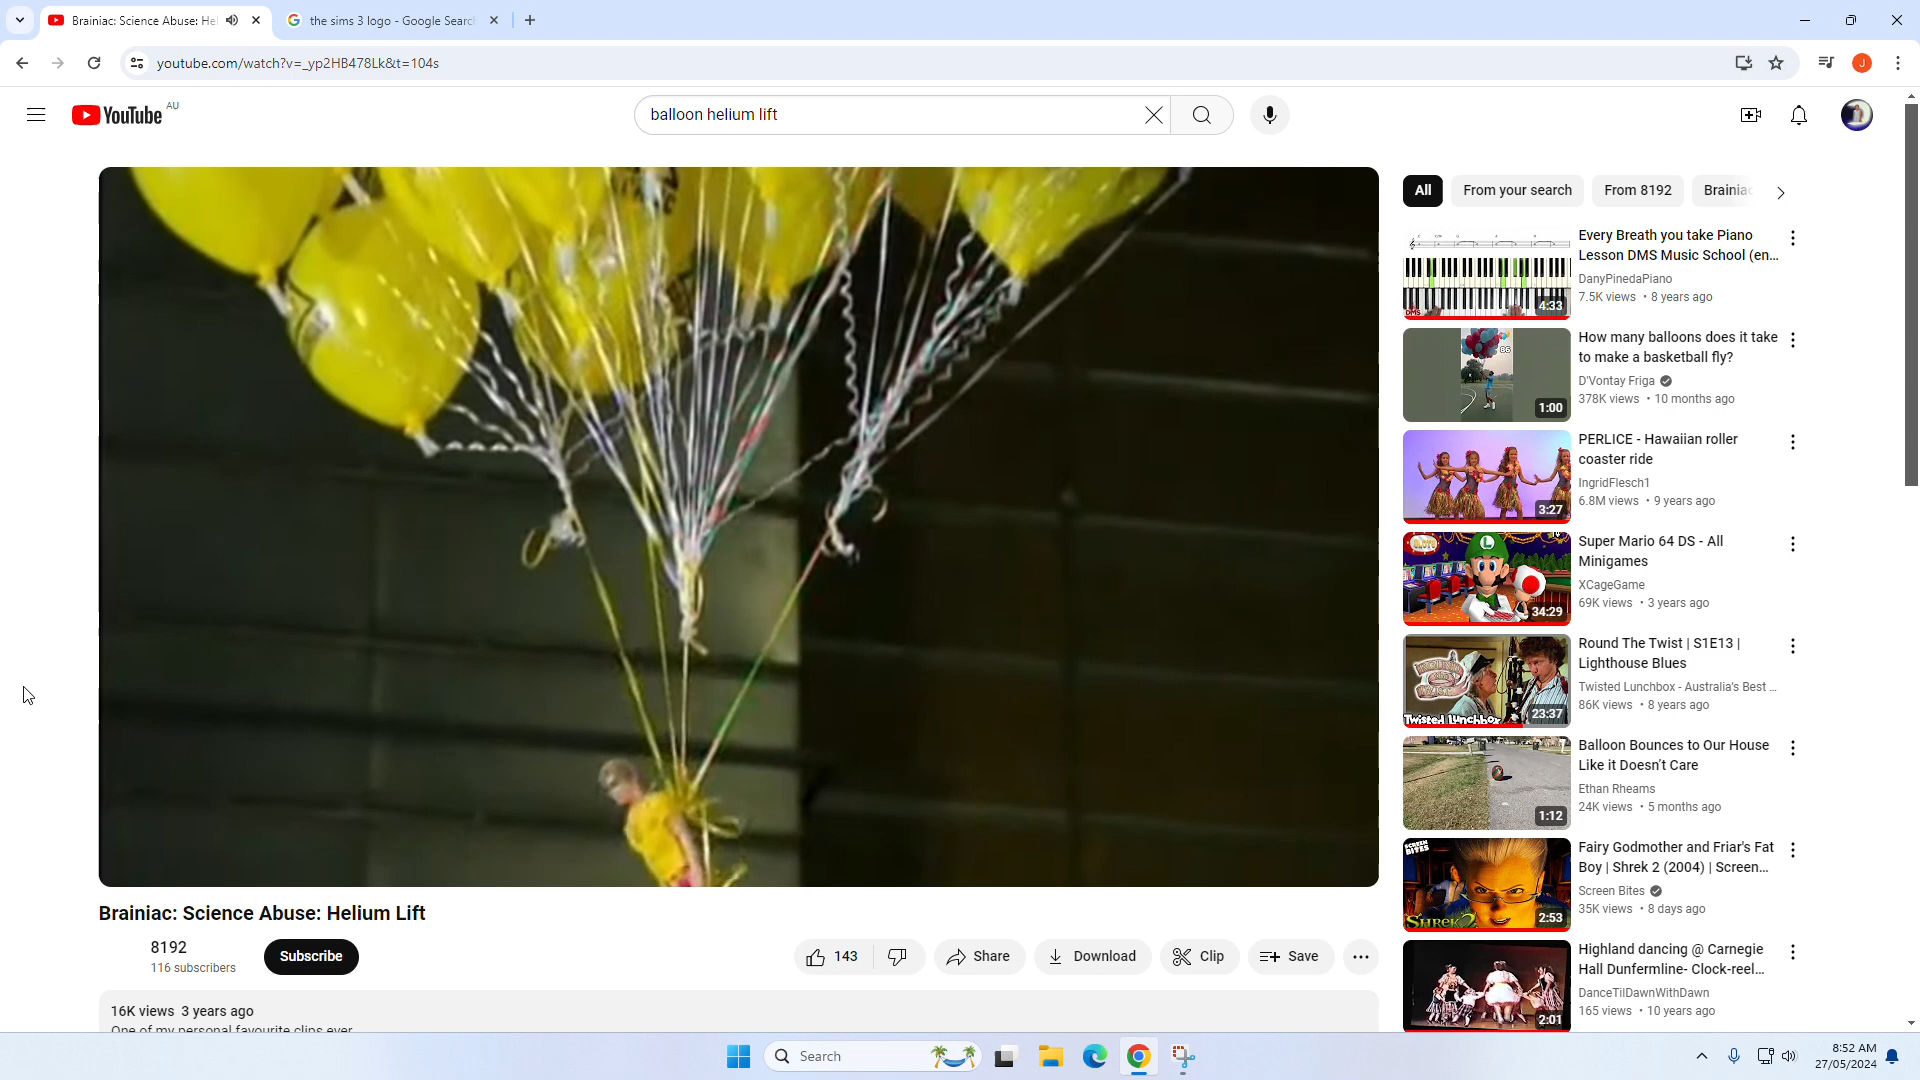 Brainiac: Science Abuse: He
the sims 3 logo - Google Searc
youtube.com/watch?v=_yp2HB478Lk&t=104s
J
YouTube AU
balloon helium lift
All
From your search
From 8192
Brainiac
Every Breath you take Piano
Lesson DMS Music School (en...
DanyPinedaPiano
7.5K views • 8 years ago
4:33
DMS
How many balloons does it take
to make a basketball fly?
D'Vontay Friga
378K views • 10 months ago
86
1:00
PERLICE - Hawaiian roller
coaster ride
IngridFlesch1
6.8M views • 9 years ago
3:27
Super Mario 64 DS - All
Minigames
XCageGame
69K views • 3 years ago
SLOTS
34:29
Round The Twist | S1E13 |
Lighthouse Blues
Twisted Lunchbox - Australia's Best ...
86K views • 8 years ago
Twisted Lunchbox
23:37
Balloon Bounces to Our House
Like it Doesn't Care
Ethan Rheams
24K views • 5 months ago
1:12
Fairy Godmother and Friar's Fat
Boy | Shrek 2 (2004) | Screen...
Screen Bites
35K views • 8 days ago
SCREEN
BITES
SHREK 2
2:53
Highland dancing @ Carnegie
Hall Dunfermline- Clock-reel...
DanceTilDawnWithDawn
165 views • 10 years ago
2:01
Brainiac: Science Abuse: Helium Lift
8192
116 subscribers
Subscribe
143
Share
Download
Clip
Save
16K views 3 years ago
One of my personal favourite clips ever
Search
8:52 AM
27/05/2024